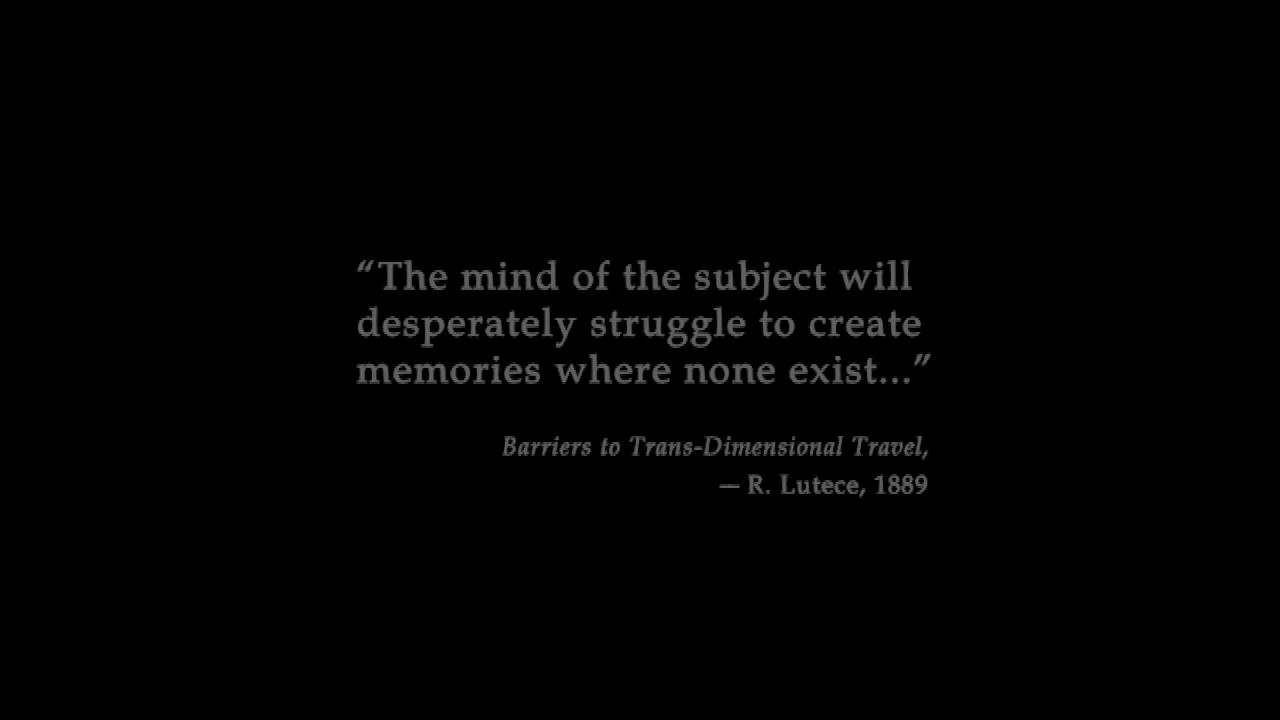 “The mind of the subject will
desperately struggle to create
memories where none exist...”
Barriers to Trans-Dimensional Travel,
— R. Lutece, 1889